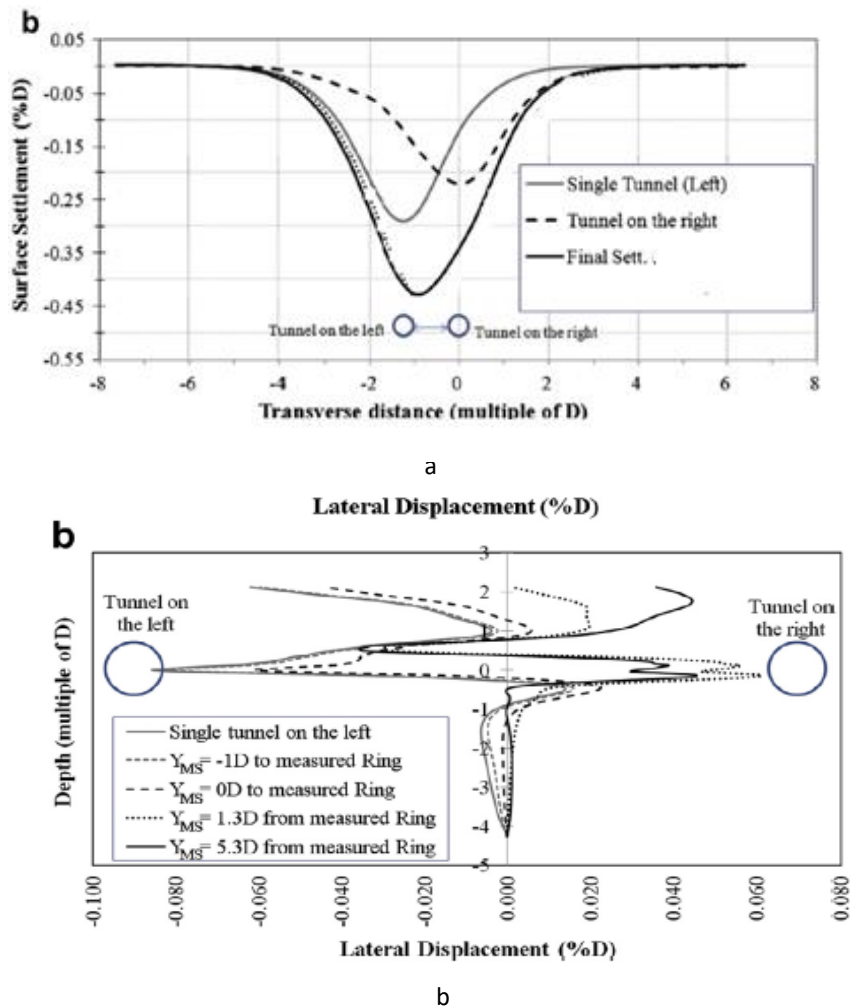 b
0.05
-0.05
-0.15
-0.25
-0.35
-0.45
-0.55
Surface Settlement (%D)
Single Tunnel (Left)
Tunnel on the right
Final Sett. .
Tunnel on the left
Tunnel on the right
-8 -6 -4 -2 0 2 4 6 8
Transverse distance (multiple of D)
a
Lateral Displacement (%D)
b
Tunnel on
the left
Tunnel on
the right
3
2
1
0
-1
-2
-3
-4
-5
Depth (multiple of D)
Single tunnel on the left
YMS= -1D to measured Ring
YMS= 0D to measured Ring
YMS= 1.3D from measured Ring
YMS= 5.3D from measured Ring
-0.100 -0.080 -0.060 -0.040 -0.020 0.000 0.020 0.040 0.060 0.080
Lateral Displacement (%D)
b